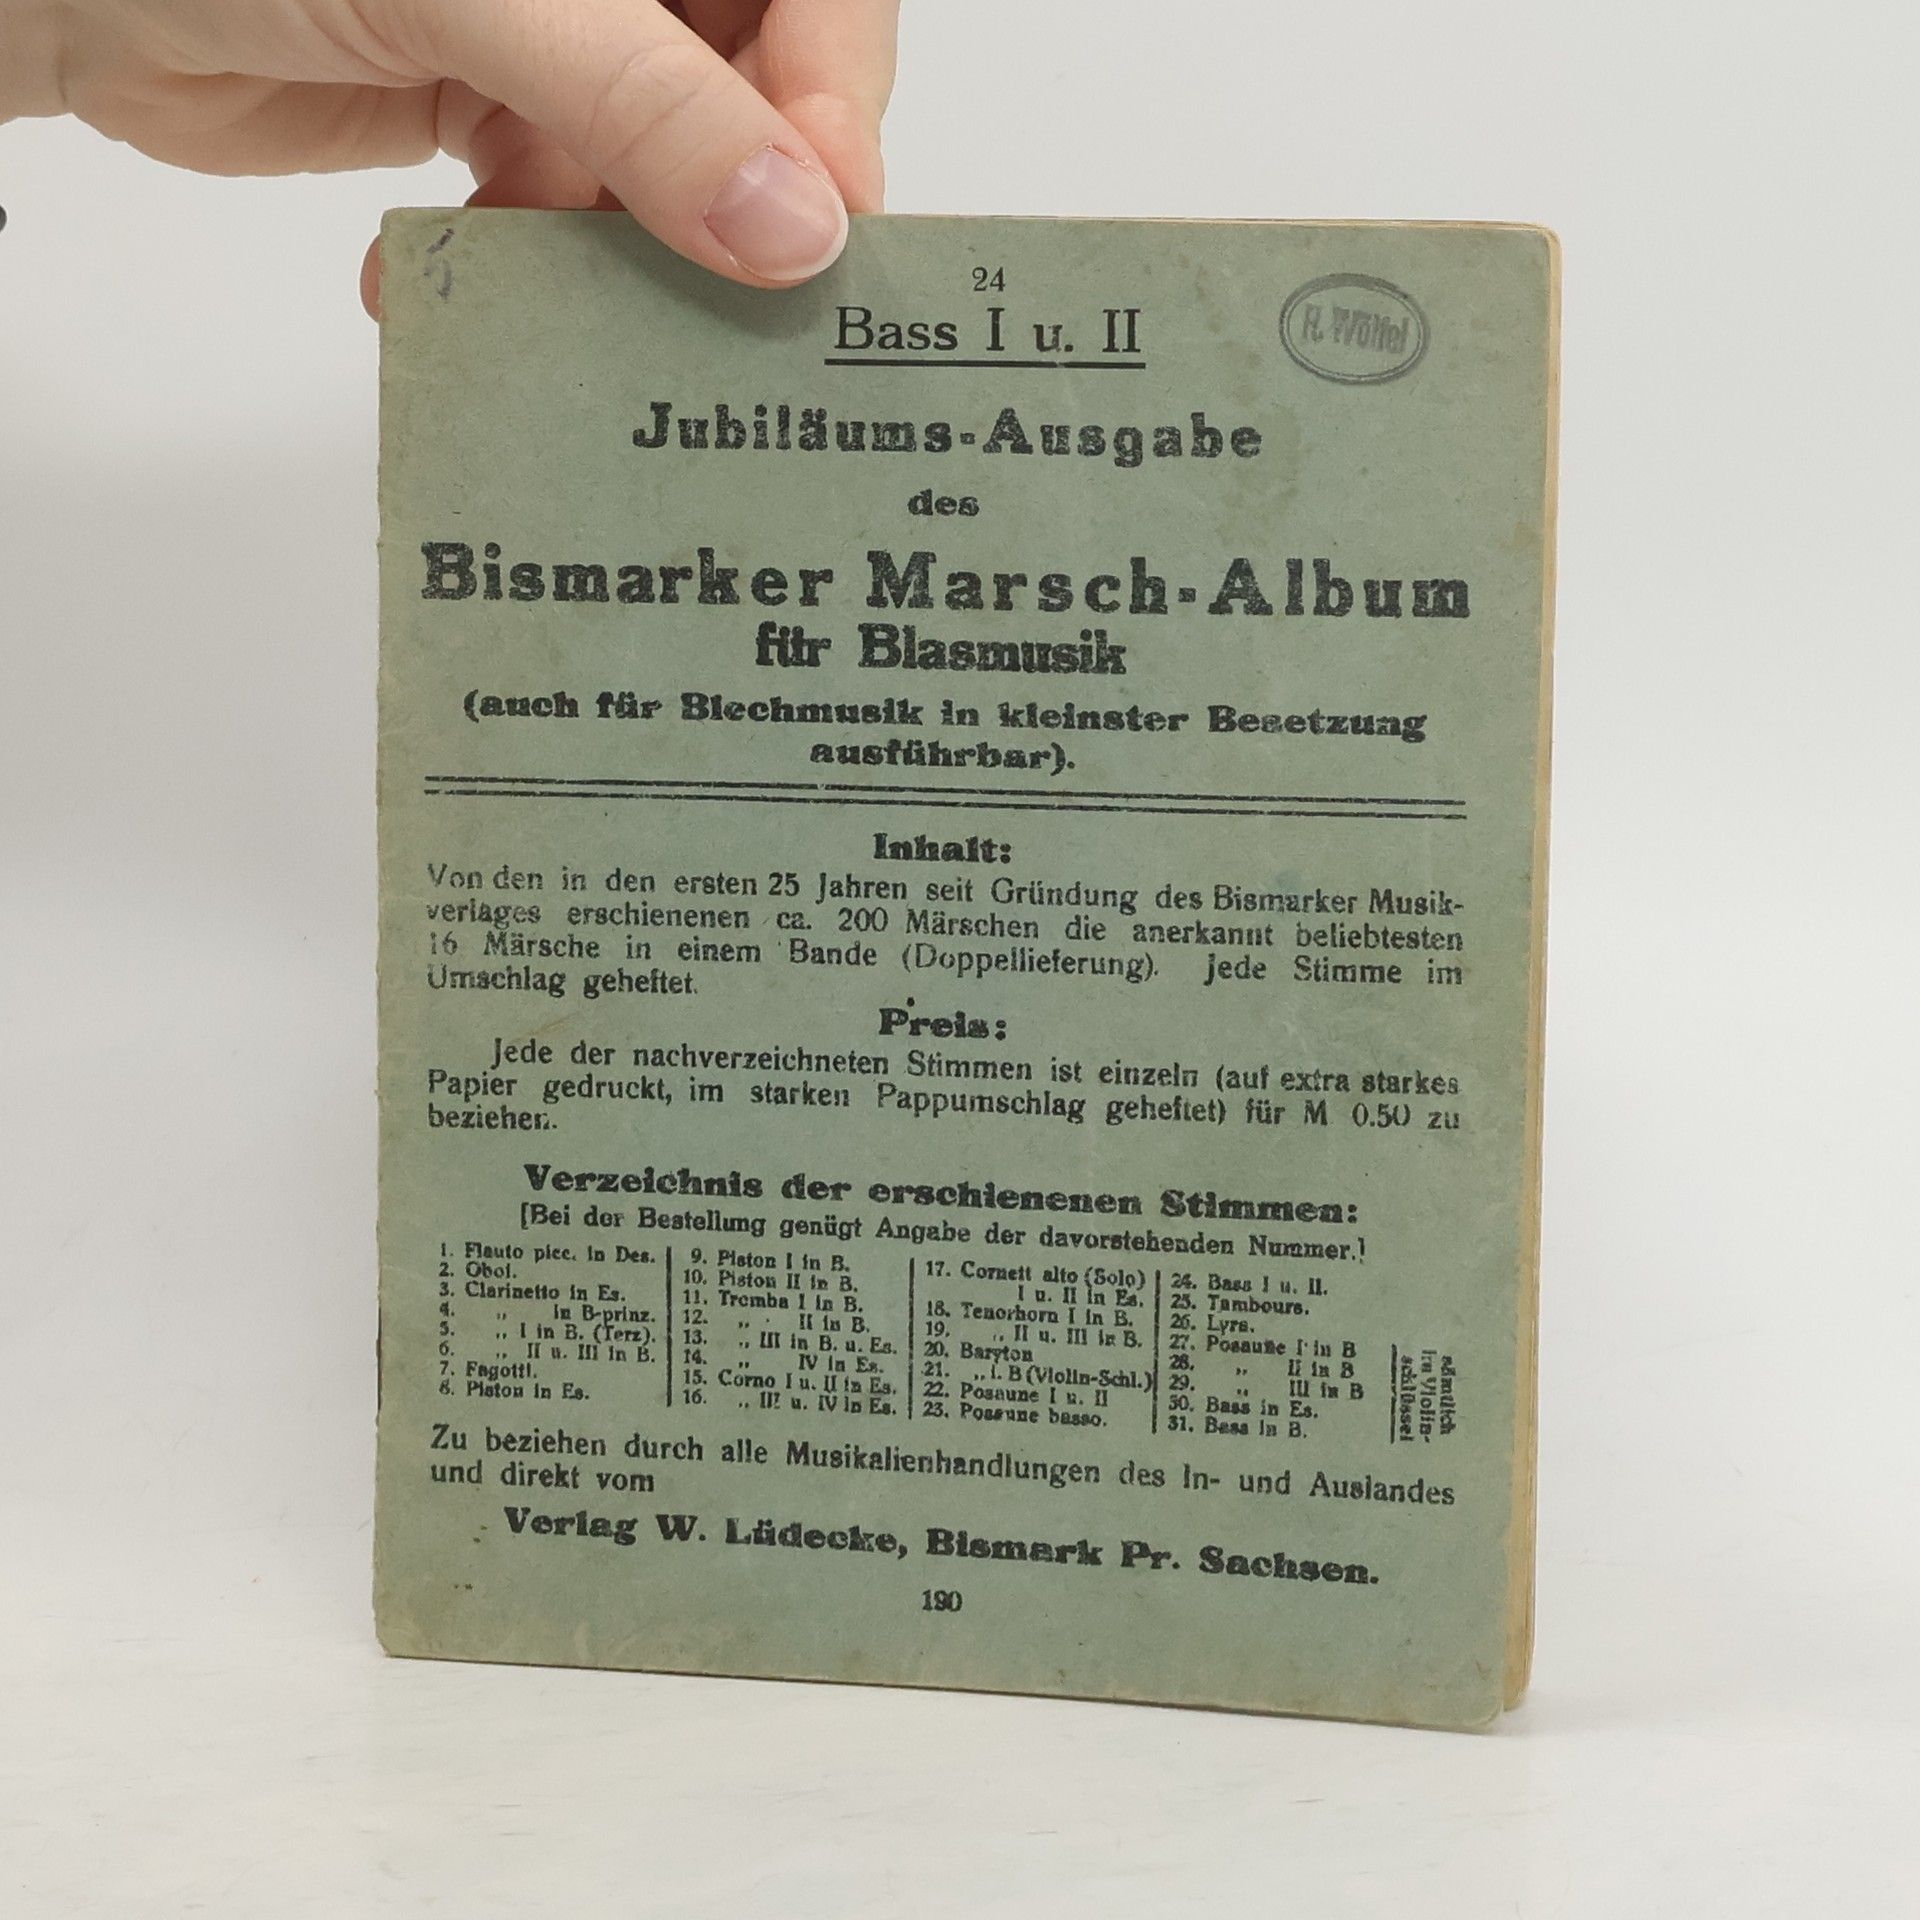 5
24
Bass I u. II
R. Wölfel
Jubiläums-Ausgabe
des
Bismarker Marsch-Album
für Blasmusik
(auch für Blechmusik in kleinster Besetzung
ausführbar).
Inhalt:
Von den in den ersten 25 Jahren seit Gründung des Bismarker Musik-
verlages erschienenen ca. 200 Märschen die anerkannt beliebtesten
16 Märsche in einem Bande (Doppellieferung). Jede Stimme im
Umschlag geheftet.
Preis:
Jede der nachverzeichneten Stimmen ist einzeln (auf extra starkes
Papier gedruckt, im starken Pappumschlag geheftet) für M 0.50 zu
beziehen.
Verzeichnis der erschienenen Stimmen:
[Bei der Bestellung genügt Angabe der davorstehenden Nummer.]
1. Flauto picc. in Des.
2. Oboi.
3. Clarinetto in Es.
4. „ in B-prinz.
5. „ I in B. (Terz).
6. „ II u. III in B.
7. Fagotti.
8. Piston in Es.
9. Piston I in B.
10. Piston II in B.
11. Tromba I in B.
12. „ II in B.
13. „ III in B. u. Es.
14. „ IV in Es.
15. Corno I u. II in Es.
16. „ III u. IV in Es.
17. Cornett alto (Solo)
I u. II in Es.
18. Tenorhorn I in B.
19. „ II u. III in B.
20. Baryton
21. „ i. B (Violin-Schl.)
22. Posaune I u. II
23. Posaune basso.
24. Bass I u. II.
25. Tambours.
26. Lyra.
27. Posaune I in B
28. „ II in B
29. „ III in B
30. Bass in Es.
31. Bass in B.
sämtlich
im Violin-
schlüssel
Zu beziehen durch alle Musikalienhandlungen des In- und Auslandes
und direkt vom
Verlag W. Lüdecke, Bismark Pr. Sachsen.
190